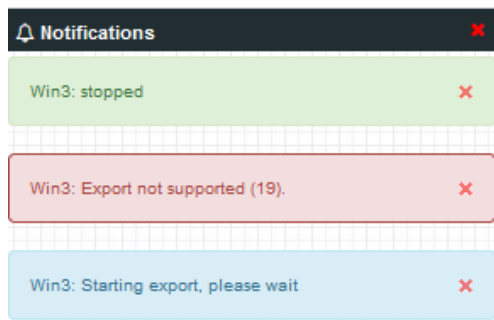 Notifications
Win3: stopped
Win3: Export not supported (19).
Win3: Starting export, please wait